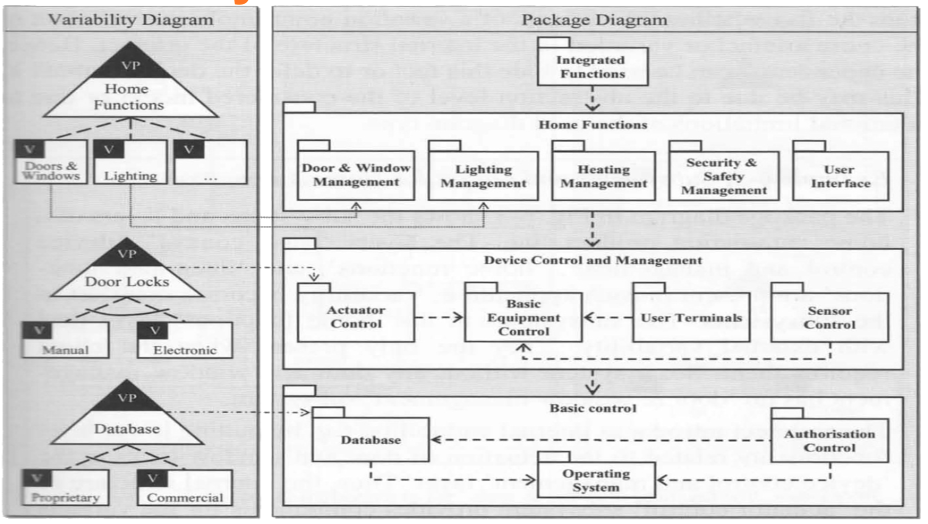 Variability Diagram
VP
Home
Functions
V
V
V
Doors &
Windows
Lighting
VP
Door Locks
V
V
Manual
Electronic
VP
Database
V
V
Proprietary
Commercial
Package Diagram
Integrated
Functions
Home Functions
Door & Window
Management
Lighting
Management
Heating
Management
Security &
Safety
Management
User
Interface
Device Control and Management
Actuator
Control
Basic
Equipment
Control
User Terminals
Sensor
Control
Basic control
Database
Operating
System
Authorisation
Control